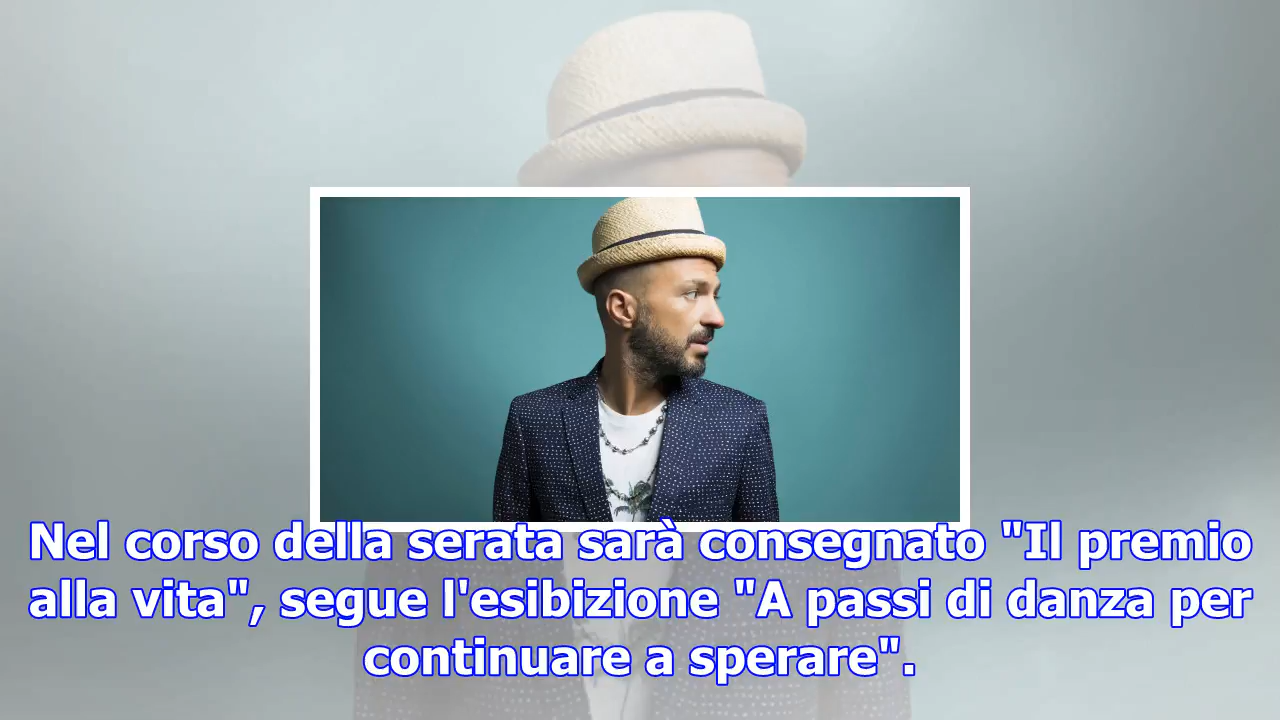 Nel corso della serata sarà consegnato "Il premio
alla vita", segue l'esibizione "A passi di danza per
continuare a sperare".